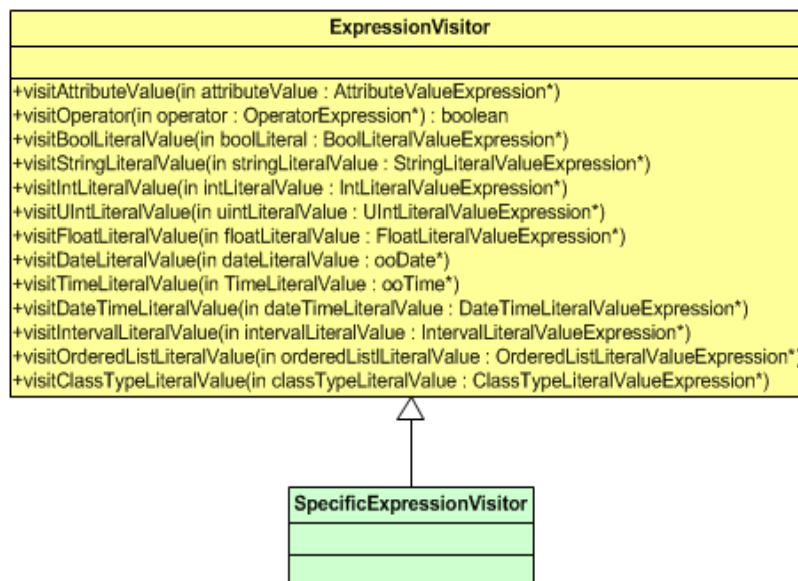 ExpressionVisitor
+visitAttributeValue(in attributeValue : AttributeValueExpression*)
+visitOperator(in operator : OperatorExpression*) : boolean
+visitBoolLiteralValue(in boolLiteral : BoolLiteralValueExpression*)
+visitStringLiteralValue(in stringLiteralValue : StringLiteralValueExpression*)
+visitIntLiteralValue(in intLiteralValue : IntLiteralValueExpression*)
+visitUIntLiteralValue(in uintLiteralValue : UIntLiteralValueExpression*)
+visitFloatLiteralValue(in floatLiteralValue : FloatLiteralValueExpression*)
+visitDateLiteralValue(in dateLiteralValue : ooDate*)
+visitTimeLiteralValue(in TimeLiteralValue : ooTime*)
+visitDateTimeLiteralValue(in dateTimeLiteralValue : DateTimeLiteralValueExpression*)
+visitIntervalLiteralValue(in intervalLiteralValue : IntervalLiteralValueExpression*)
+visitOrderedListLiteralValue(in orderedListlLiteralValue : OrderedListLiteralValueExpression*)
+visitClassTypeLiteralValue(in classTypeLiteralValue : ClassTypeLiteralValueExpression*)
SpecificExpressionVisitor